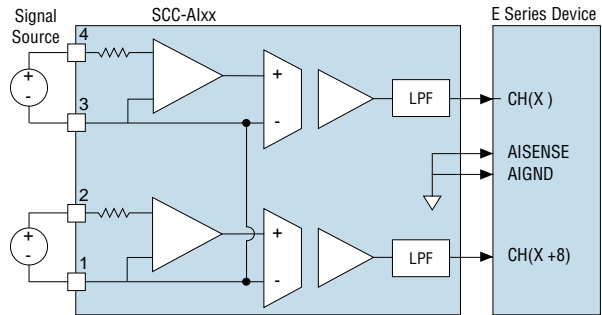 Signal
Source
SCC-AIxx
E Series Device
4
+
-
+
-
LPF
CH(X )
3
AISENSE
AIGND
2
+
-
+
-
LPF
CH(X +8)
1